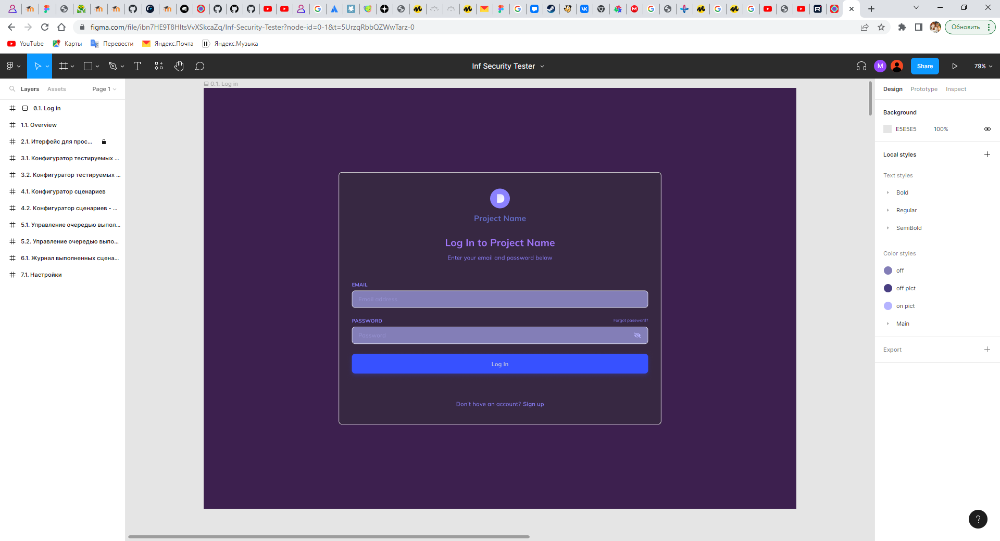 figma.com/file/ibn7HE9T8HltsVvXSkcaZq/Inf-Security-Tester?node-id=0-1&t=5UrzqRbbQZWwTarz-0
Обновить
YouTube
Карты
Перевести
Яндекс.Почта
Яндекс.Музыка
Inf Security Tester
M
Share
79%
Layers
Assets
Page 1
0.1. Log in
1.1. Overview
2.1. Итерфейс для прос...
3.1. Конфигуратор тестируемых ...
3.2. Конфигуратор тестируемых ...
4.1. Конфигуратор сценариев
4.2. Конфигуратор сценариев - ...
5.1. Управление очередью выпол...
5.2. Управление очередью выпо...
6.1. Журнал выполненных сцена...
7.1. Настройки
0.1. Log in
Project Name
Log In to Project Name
Enter your email and password below
EMAIL
Email address
PASSWORD
Forgot password?
Password
Log In
Don't have an account? Sign up
Design
Prototype
Inspect
Background
E5E5E5
100%
Local styles
Text styles
Bold
Regular
SemiBold
Color styles
off
off pict
on pict
Main
Export
?